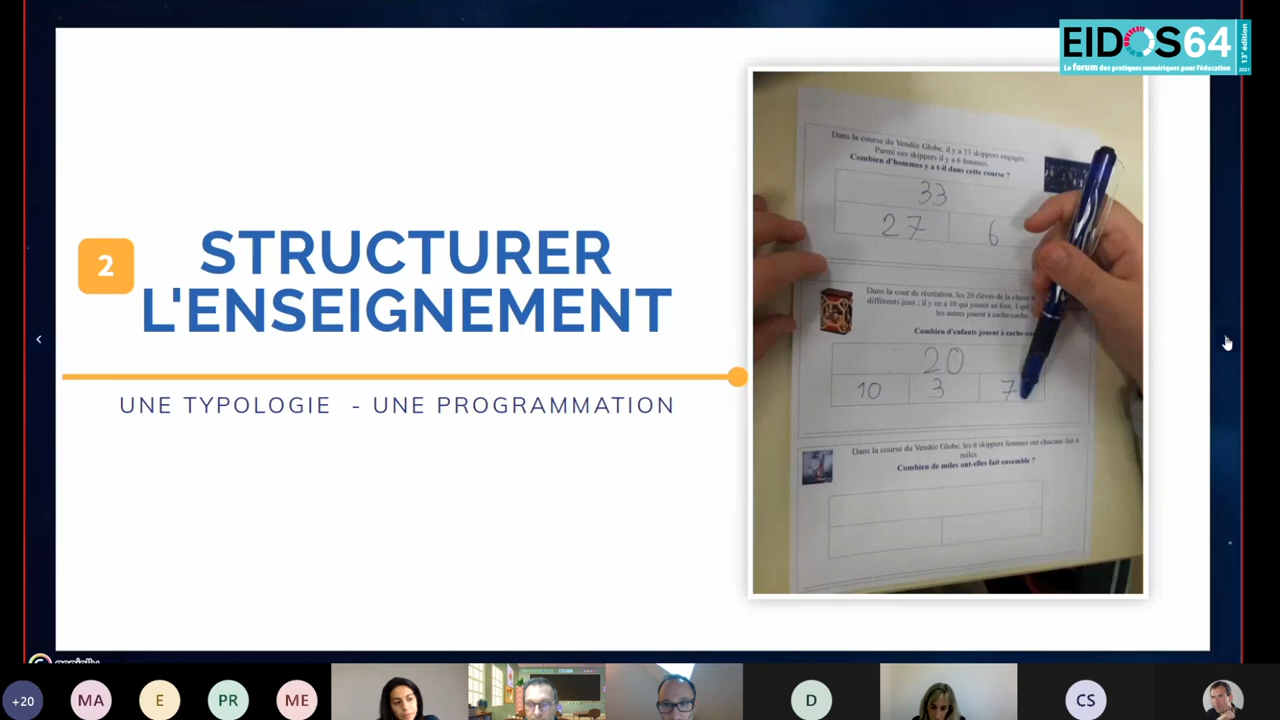 EIDOS64
Le forum des pratiques numériques pour l'éducation
13e édition
2021
2
STRUCTURER
L'ENSEIGNEMENT
UNE TYPOLOGIE - UNE PROGRAMMATION
Dans la course du Vendée Globe, il y a 33 skippers engagés.
Parmi ces skippers il y a 6 femmes.
Combien d'hommes y a t-il dans cette course ?
33
27 6
Dans la cour de récréation, les 20 élèves de la classe
différents jeux ; il y en a 10 qui jouent au foot, 3 qui
les autres jouent à cache-cache.
Combien d'enfants jouent à
20
10 3 7
Dans la course du Vendée Globe, les 6 skippers femmes ont chacune fait 4
miles.
Combien de miles ont-elles fait ensemble ?
genially
+20 MA E PR ME D CS